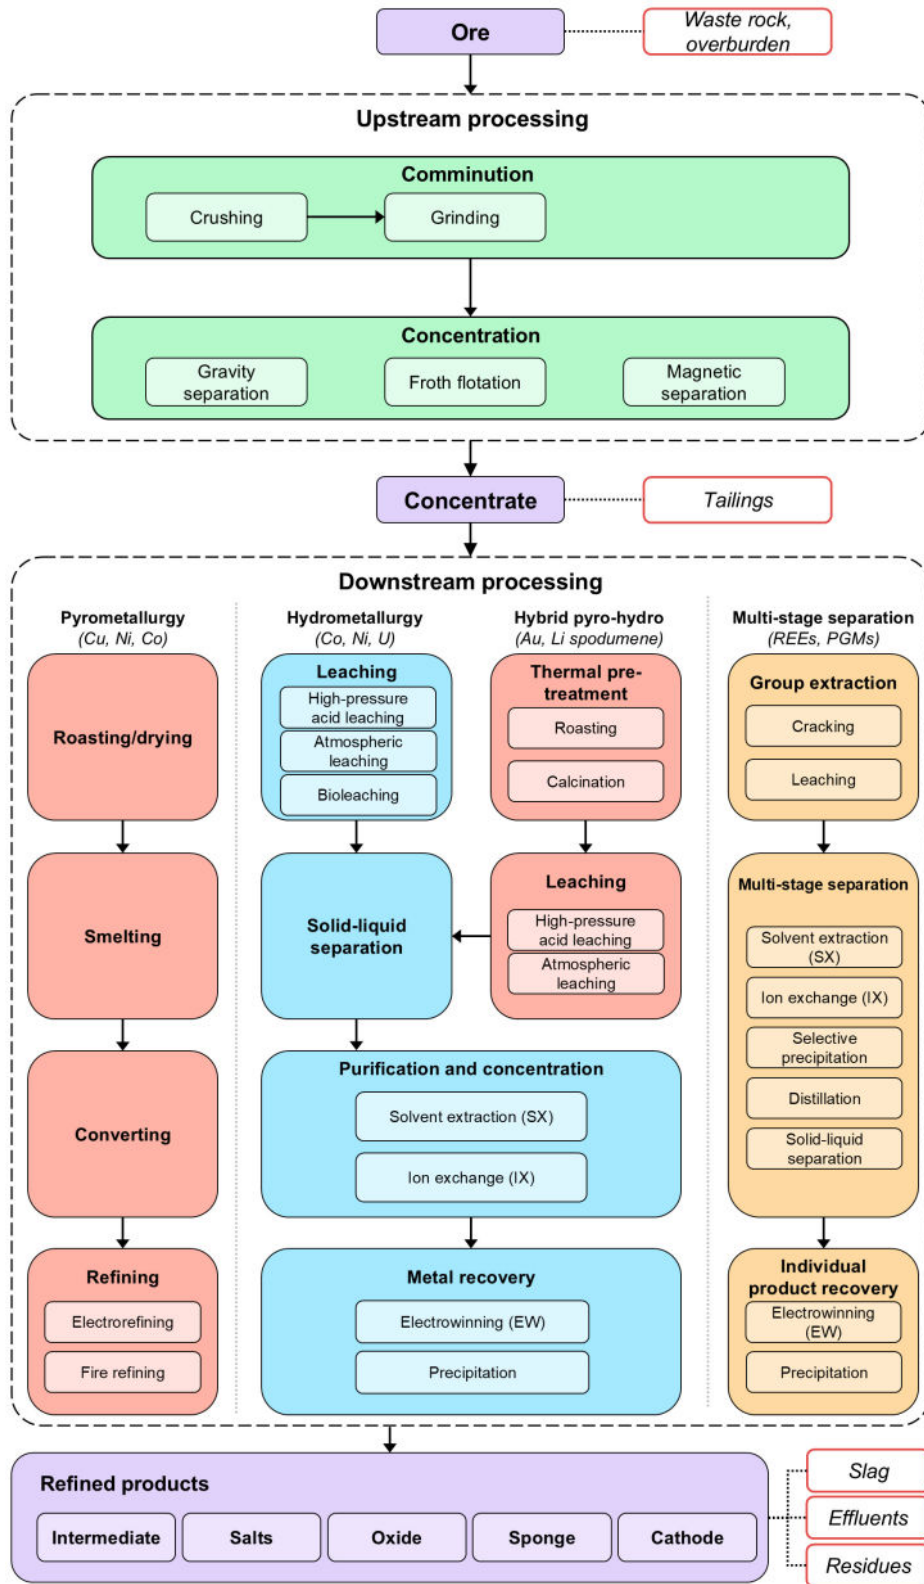 Ore
Waste rock,
overburden
Upstream processing
Comminution
Crushing
Grinding
Concentration
Gravity
separation
Froth flotation
Magnetic
separation
Concentrate
Tailings
Downstream processing
Pyrometallurgy
(Cu, Ni, Co)
Roasting/drying
Smelting
Converting
Refining
Electrorefining
Fire refining
Hydrometallurgy
(Co, Ni, U)
Leaching
High-pressure
acid leaching
Atmospheric
leaching
Bioleaching
Solid-liquid
separation
Hybrid pyro-hydro
(Au, Li spodumene)
Thermal pre-
treatment
Roasting
Calcination
Leaching
High-pressure
acid leaching
Atmospheric
leaching
Purification and concentration
Solvent extraction (SX)
Ion exchange (IX)
Metal recovery
Electrowinning (EW)
Precipitation
Multi-stage separation
(REEs, PGMs)
Group extraction
Cracking
Leaching
Multi-stage separation
Solvent extraction
(SX)
Ion exchange (IX)
Selective
precipitation
Distillation
Solid-liquid
separation
Individual
product recovery
Electrowinning
(EW)
Precipitation
Refined products
Intermediate
Salts
Oxide
Sponge
Cathode
Slag
Effluents
Residues